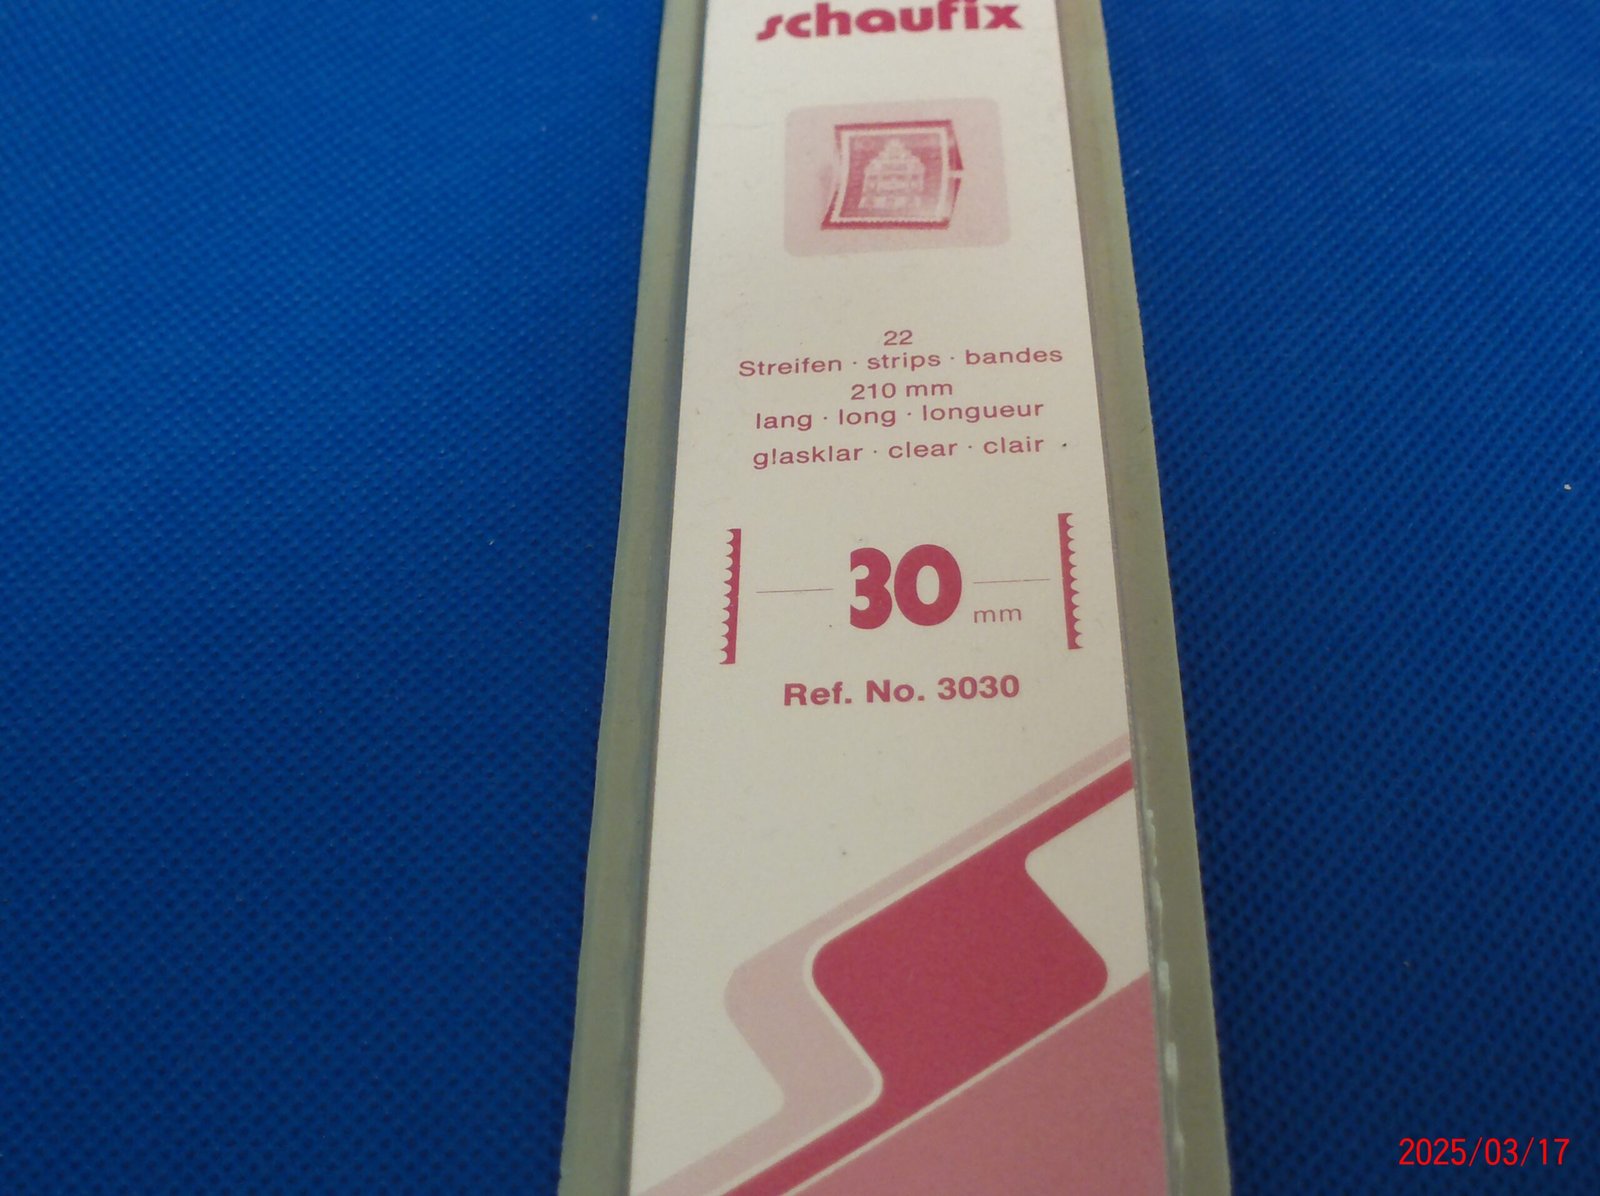 schaufix
22
Streifen · strips · bandes
210 mm
lang · long · longueur
glasklar · clear · clair
30 mm
Ref. No. 3030
2025/03/17